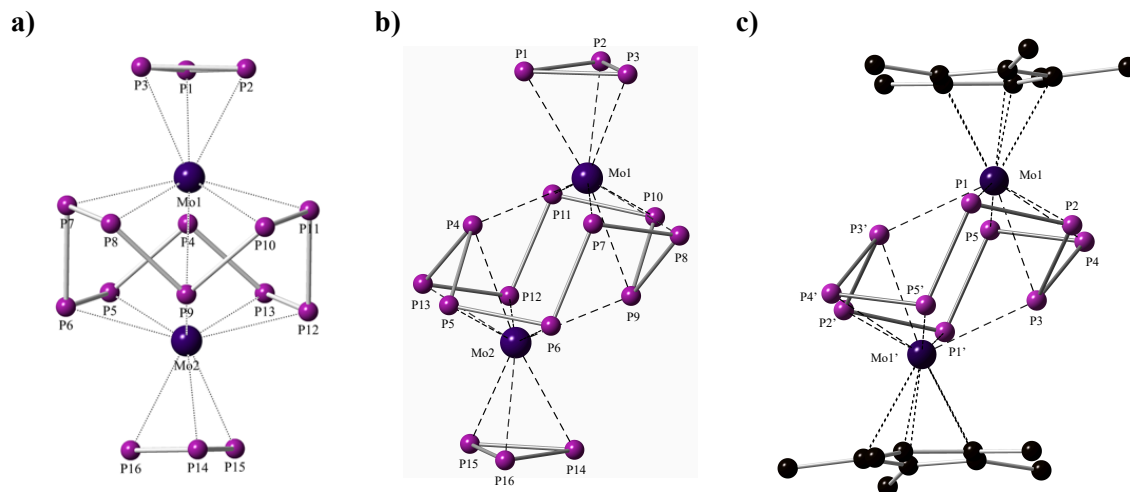 a)
P3 P1 P2
Mo1
P7 P8 P4 P10 P11
P6 P5 P9 P13 P12
Mo2
P16 P14 P15
b)
P1 P2 P3
Mo1
P4 P11 P7 P10 P8
P13 P5 P12 P6 P9
Mo2
P15 P16 P14
c)
Mo1
P1 P2
P3’ P5 P4
P4’ P5’ P3
P2’ P1’
Mo1’